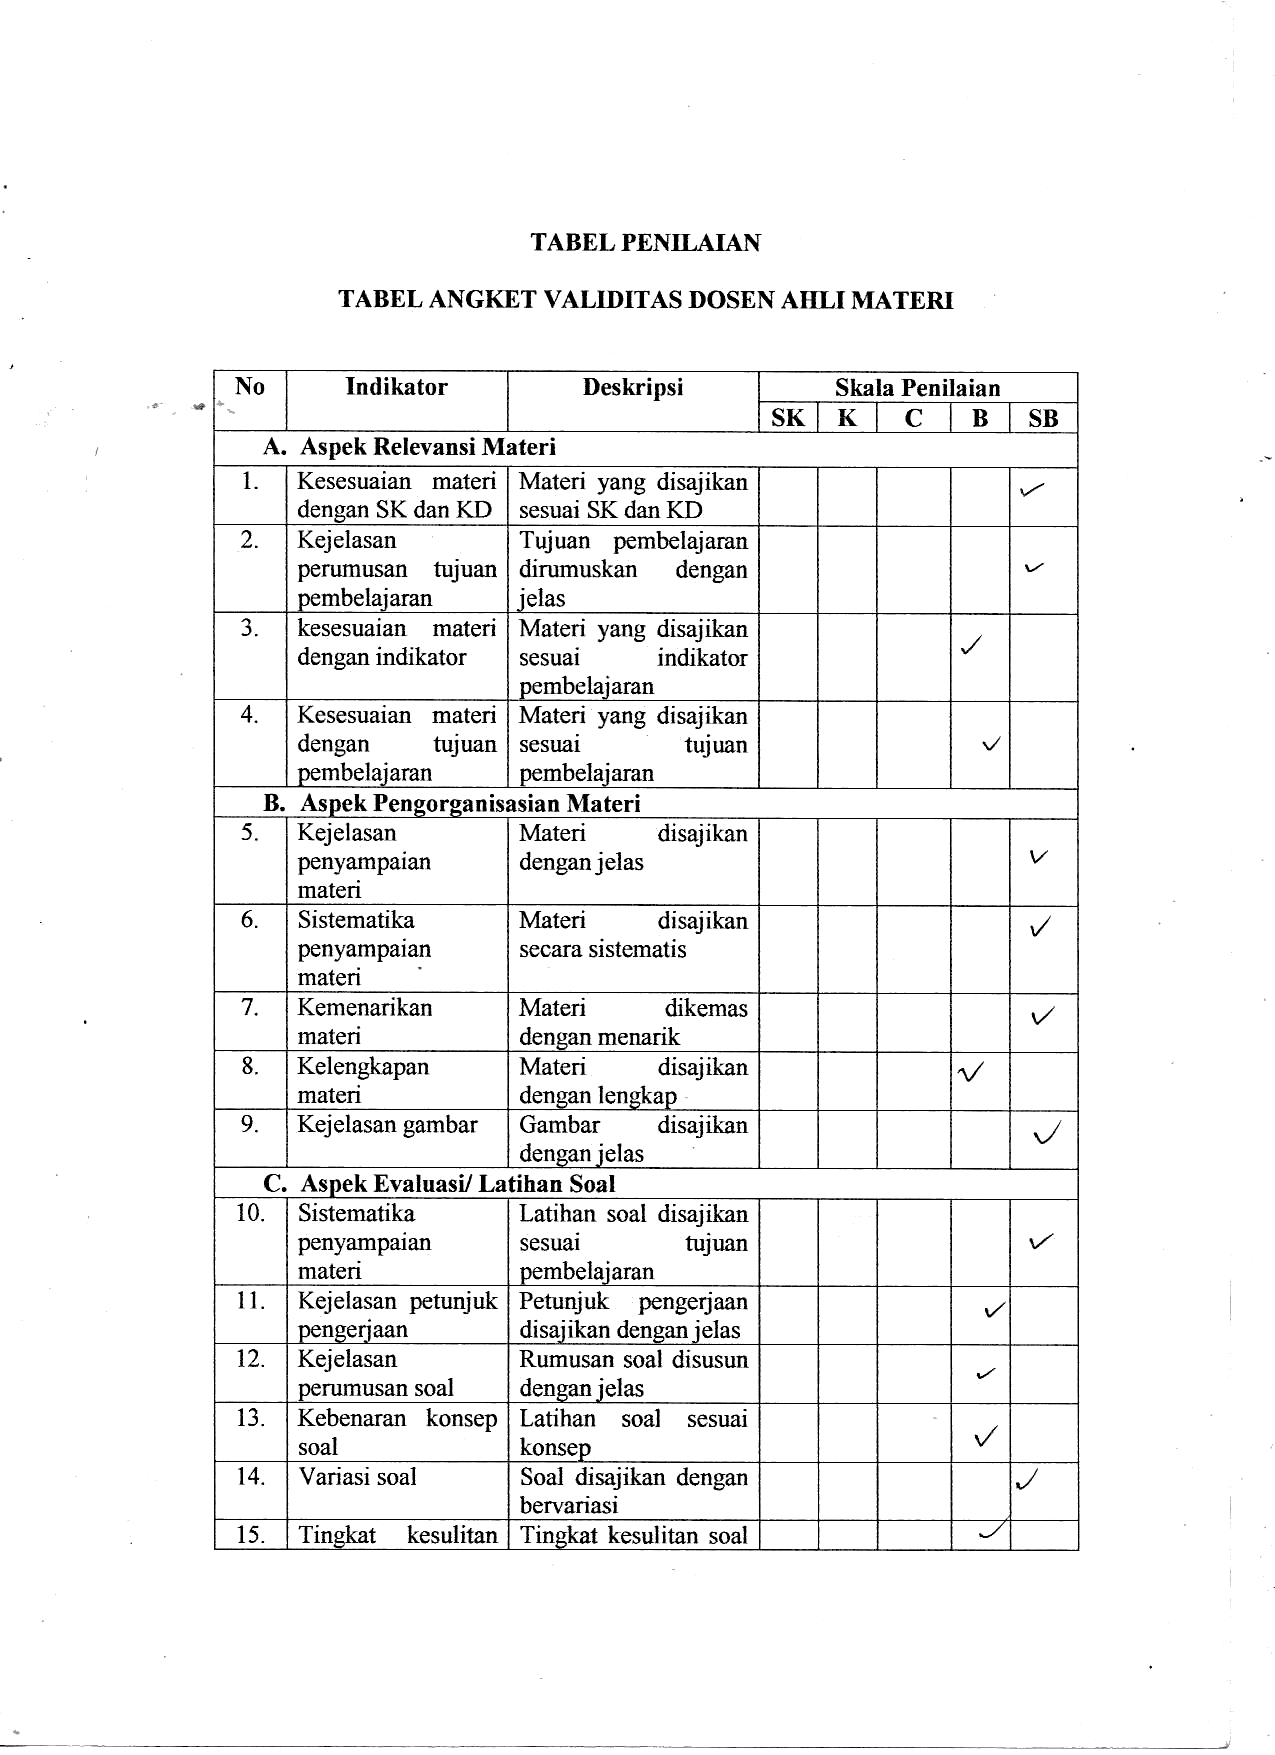 TABEL PENILAIAN
TABEL ANGKET VALIDITAS DOSEN AHLI MATERI
No Indikator Deskripsi Skala Penilaian
SK K C B SB
A. Aspek Relevansi Materi
1. Kesesuaian materi Materi yang disajikan ✓
dengan SK dan KD sesuai SK dan KD
2. Kejelasan Tujuan pembelajaran
perumusan tujuan dirumuskan dengan ✓
pembelajaran jelas
3. kesesuaian materi Materi yang disajikan ✓
dengan indikator sesuai indikator
pembelajaran
4. Kesesuaian materi Materi yang disajikan
dengan tujuan sesuai tujuan ✓
pembelajaran pembelajaran
B. Aspek Pengorganisasian Materi
5. Kejelasan Materi disajikan
penyampaian dengan jelas ✓
materi
6. Sistematika Materi disajikan ✓
penyampaian secara sistematis
materi
7. Kemenarikan Materi dikemas ✓
materi dengan menarik
8. Kelengkapan Materi disajikan ✓
materi dengan lengkap
9. Kejelasan gambar Gambar disajikan ✓
dengan jelas
C. Aspek Evaluasi/ Latihan Soal
10. Sistematika Latihan soal disajikan
penyampaian sesuai tujuan ✓
materi pembelajaran
11. Kejelasan petunjuk Petunjuk pengerjaan ✓
pengerjaan disajikan dengan jelas
12. Kejelasan Rumusan soal disusun ✓
perumusan soal dengan jelas
13. Kebenaran konsep Latihan soal sesuai ✓
soal konsep
14. Variasi soal Soal disajikan dengan ✓
bervariasi
15. Tingkat kesulitan Tingkat kesulitan soal ✓